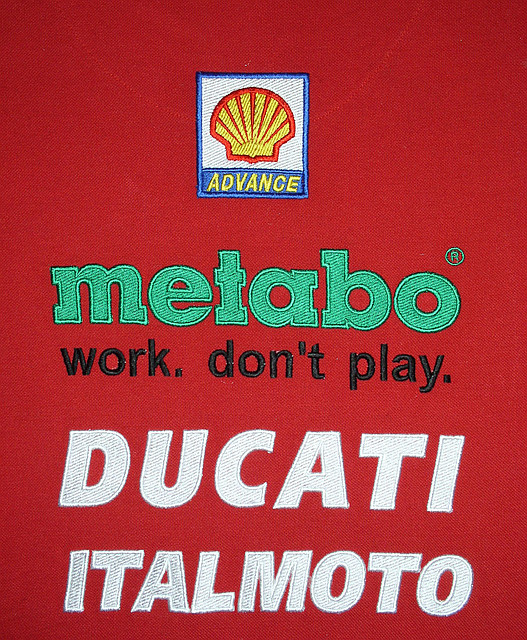 ADVANCE
metabo®
work. don't play.
DUCATI
ITALMOTO